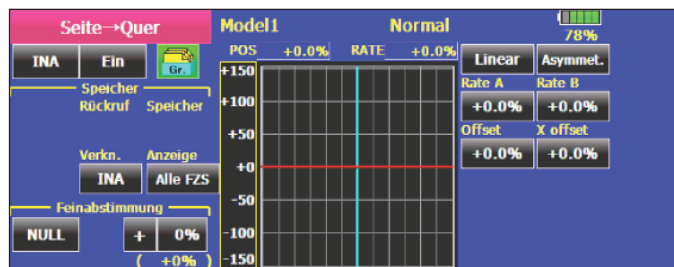 Seite→Quer Model1 Normal 78%
POS +0.0% RATE +0.0%
INA Ein Gr. Linear Asymmet.
Speicher
Rückruf Speicher
Rate A Rate B
+0.0% +0.0%
Offset X offset
+0.0% +0.0%
Verkn. Anzeige
INA Alle FZS
Feinabstimmung
NULL + 0%
( +0% )
+150
+100
+50
+0
-50
-100
-150